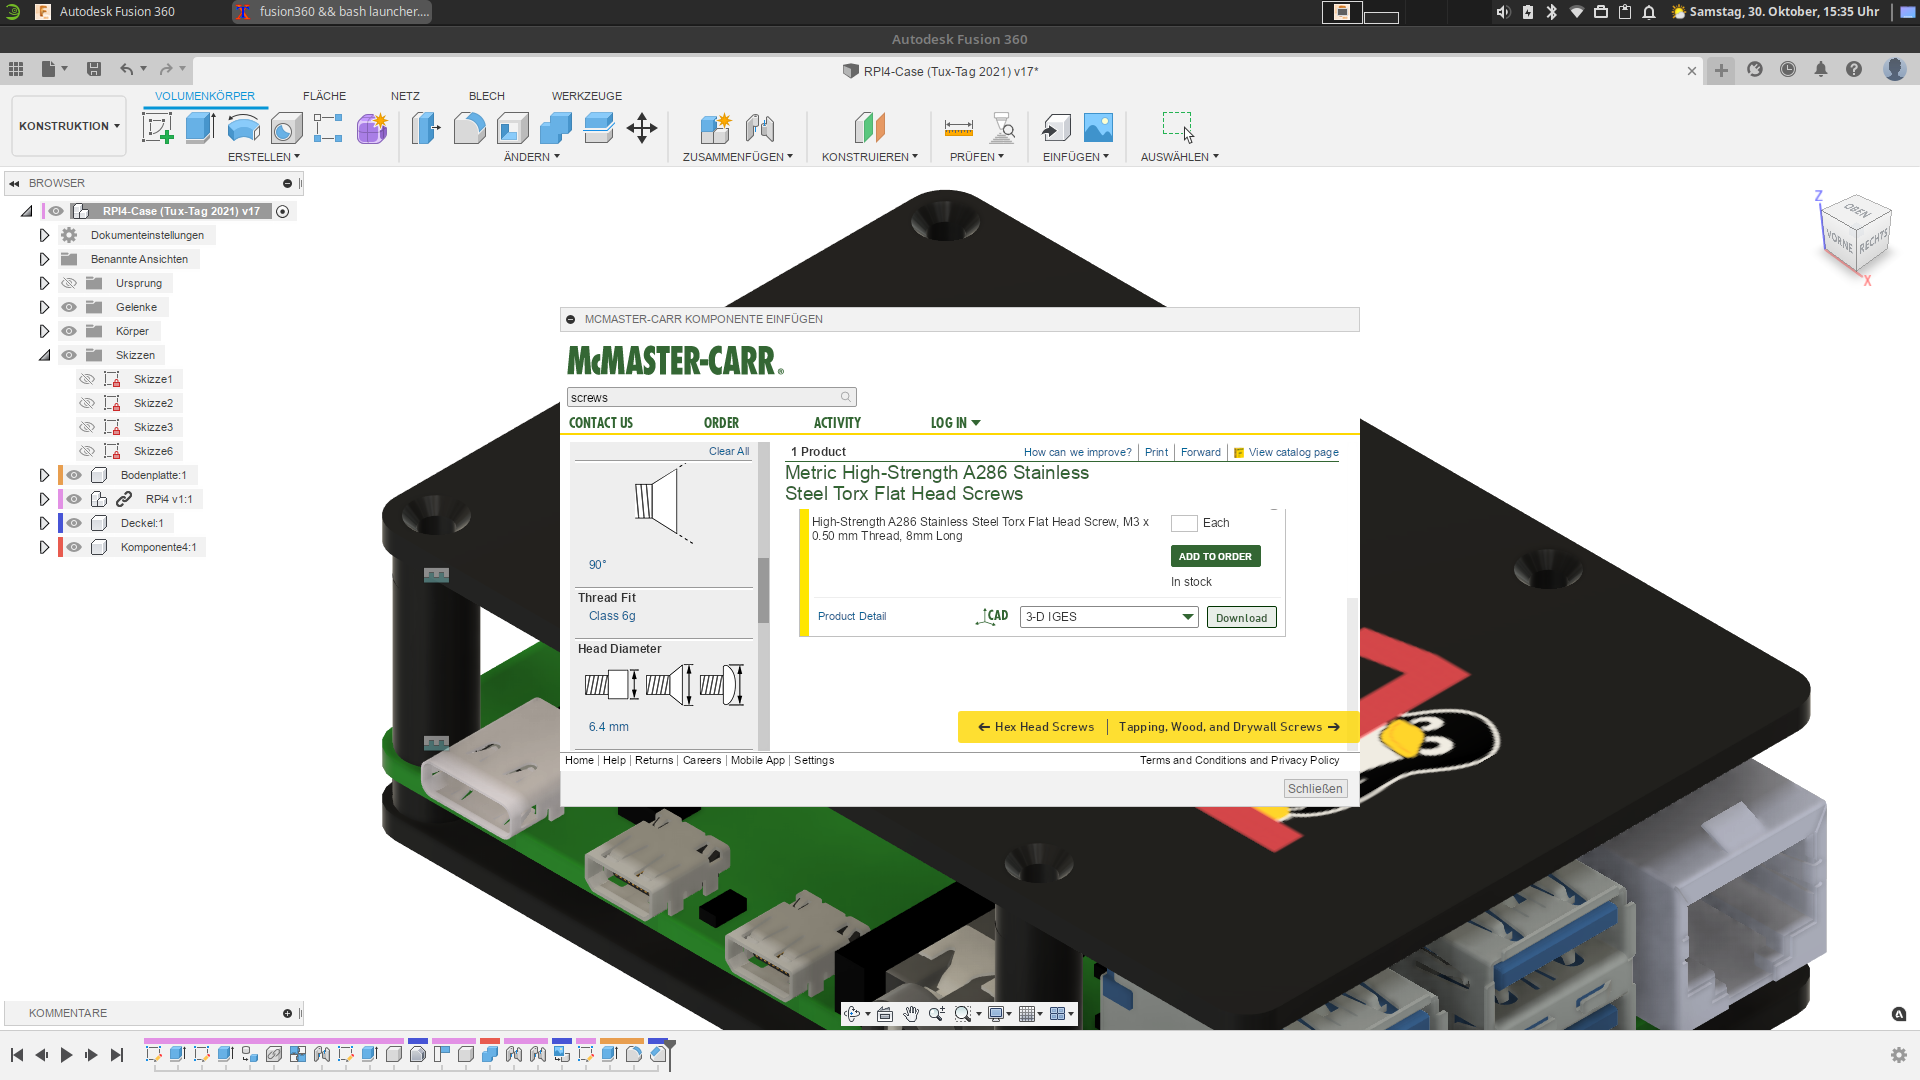 Autodesk Fusion 360
fusion360 && bash launcher....
Samstag, 30. Oktober, 15:35 Uhr
Autodesk Fusion 360
RPI4-Case (Tux-Tag 2021) v17*
KONSTRUKTION
VOLUMENKÖRPER
FLÄCHE
NETZ
BLECH
WERKZEUGE
ERSTELLEN
ÄNDERN
ZUSAMMENFÜGEN
KONSTRUIEREN
PRÜFEN
EINFÜGEN
AUSWÄHLEN
BROWSER
RPI4-Case (Tux-Tag 2021) v17
Dokumenteinstellungen
Benannte Ansichten
Ursprung
Gelenke
Körper
Skizzen
Skizze1
Skizze2
Skizze3
Skizze6
Bodenplatte:1
RPi4 v1:1
Deckel:1
Komponente4:1
Z
OBEN
VORNE
RECHTS
X
MCMASTER-CARR KOMPONENTE EINFÜGEN
McMASTER-CARR®
screws
CONTACT US
ORDER
ACTIVITY
LOG IN
Clear All
90°
Thread Fit
Class 6g
Head Diameter
6.4 mm
1 Product
How can we improve?
Print
Forward
View catalog page
Metric High-Strength A286 Stainless
Steel Torx Flat Head Screws
High-Strength A286 Stainless Steel Torx Flat Head Screw, M3 x
0.50 mm Thread, 8mm Long
Each
ADD TO ORDER
In stock
Product Detail
CAD
3-D IGES
Download
Hex Head Screws
Tapping, Wood, and Drywall Screws
Home
Help
Returns
Careers
Mobile App
Settings
Terms and Conditions and Privacy Policy
Schließen
KOMMENTARE